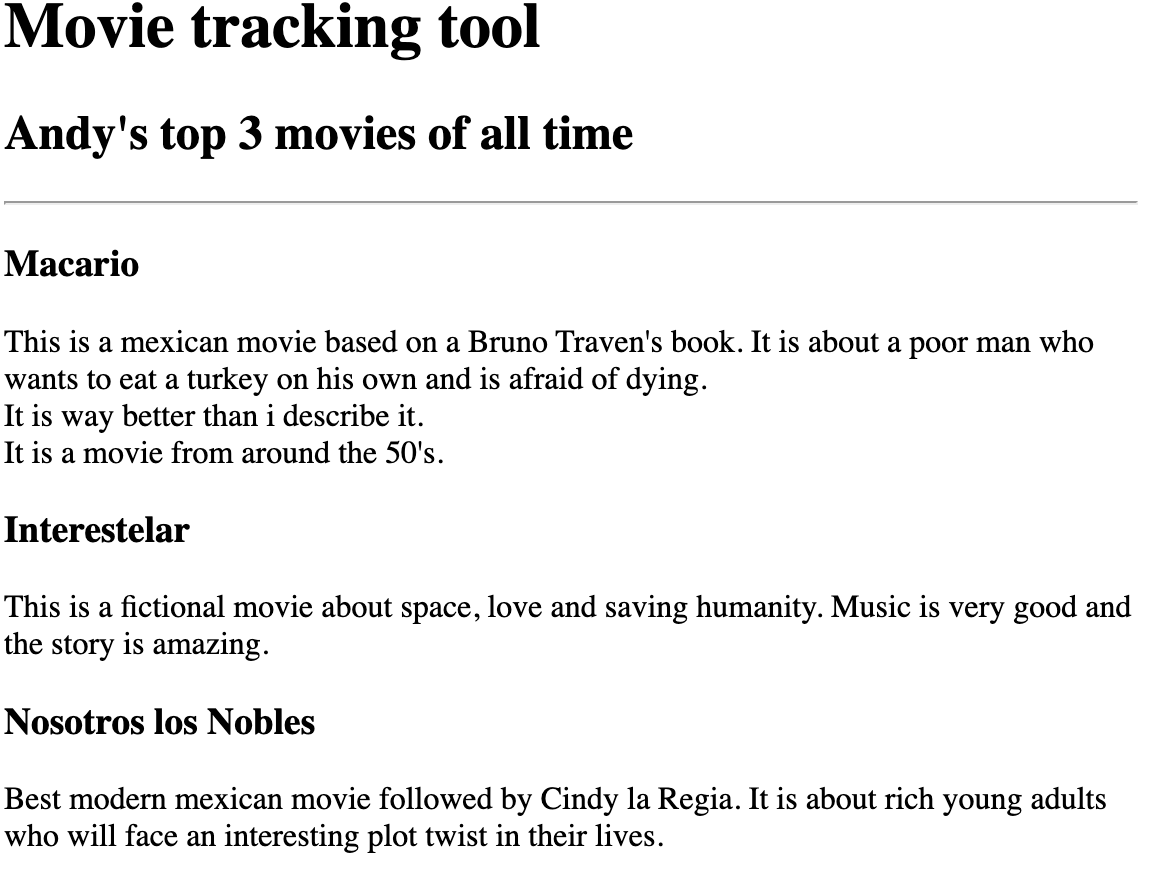 Movie tracking tool
Andy's top 3 movies of all time
Macario
This is a mexican movie based on a Bruno Traven's book. It is about a poor man who
wants to eat a turkey on his own and is afraid of dying.
It is way better than i describe it.
It is a movie from around the 50's.
Interestelar
This is a fictional movie about space, love and saving humanity. Music is very good and
the story is amazing.
Nosotros los Nobles
Best modern mexican movie followed by Cindy la Regia. It is about rich young adults
who will face an interesting plot twist in their lives.